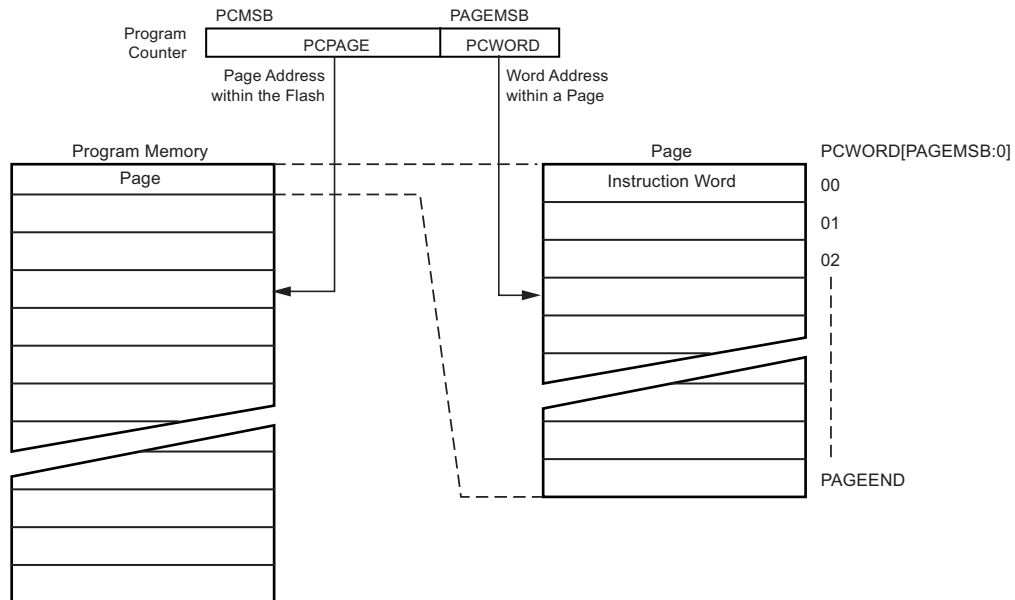 PCMSB PAGEMSB
Program
Counter
PCPAGE PCWORD
Page Address
within the Flash
Word Address
within a Page
Program Memory
Page
Page
PCWORD[PAGEMSB:0]
Instruction Word
00
01
02
PAGEEND